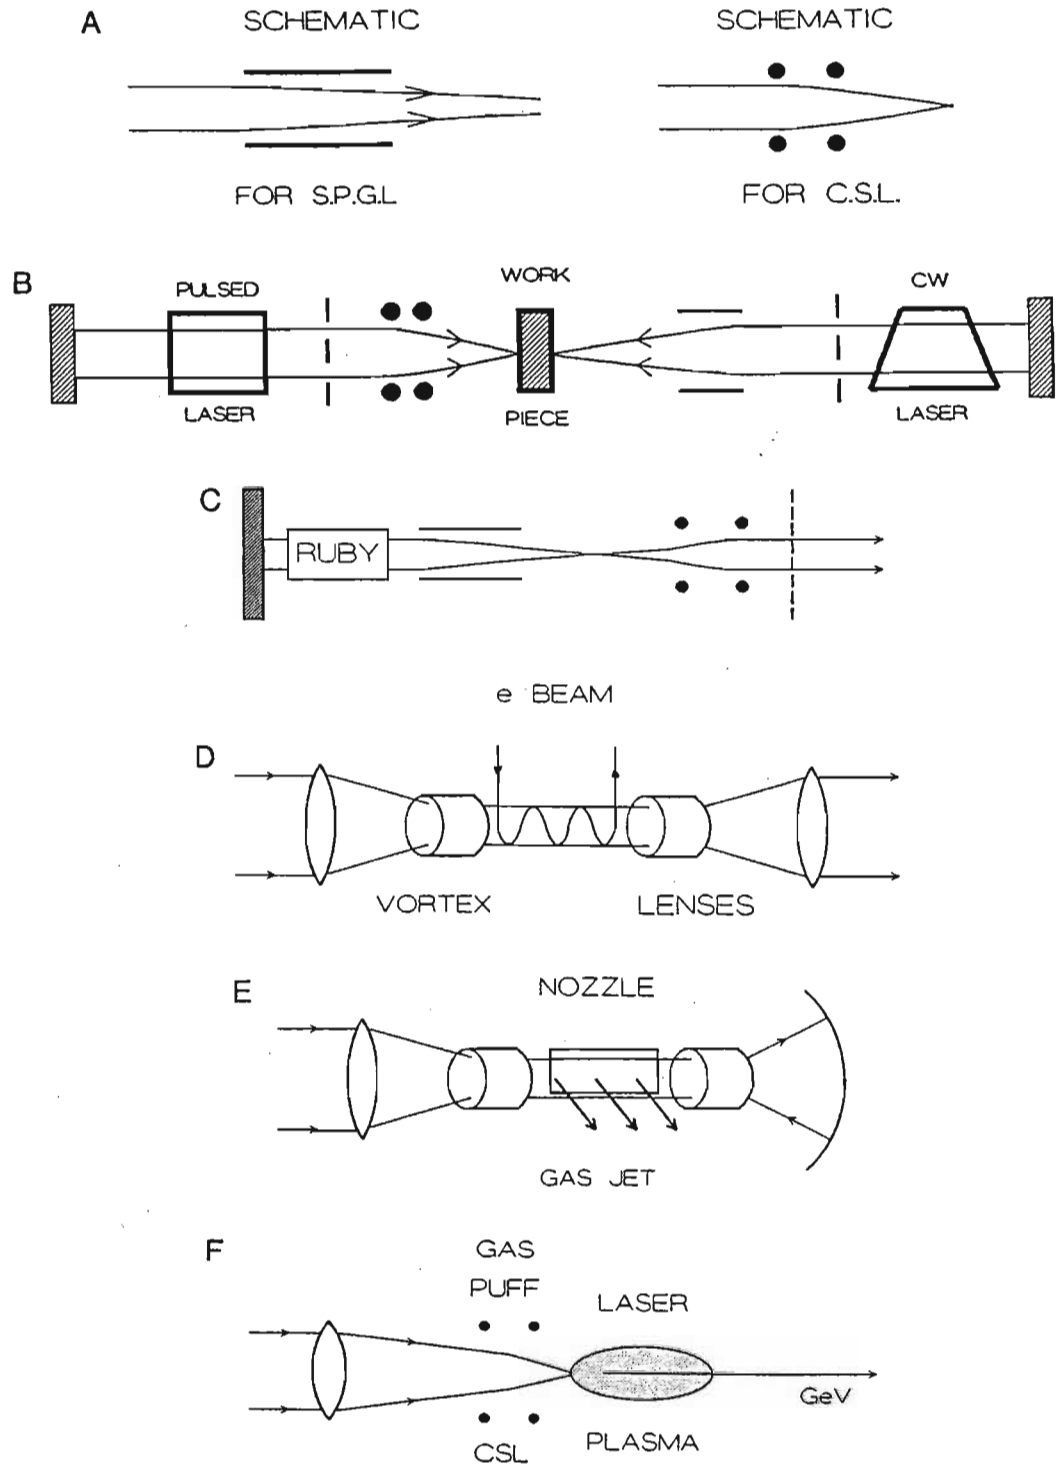 A
SCHEMATIC
SCHEMATIC
FOR S.P.G.L
FOR C.S.L.
B
PULSED
LASER
WORK
PIECE
CW
LASER
C
RUBY
e BEAM
D
VORTEX
LENSES
E
NOZZLE
GAS JET
F
GAS
PUFF
LASER
GeV
PLASMA
CSL